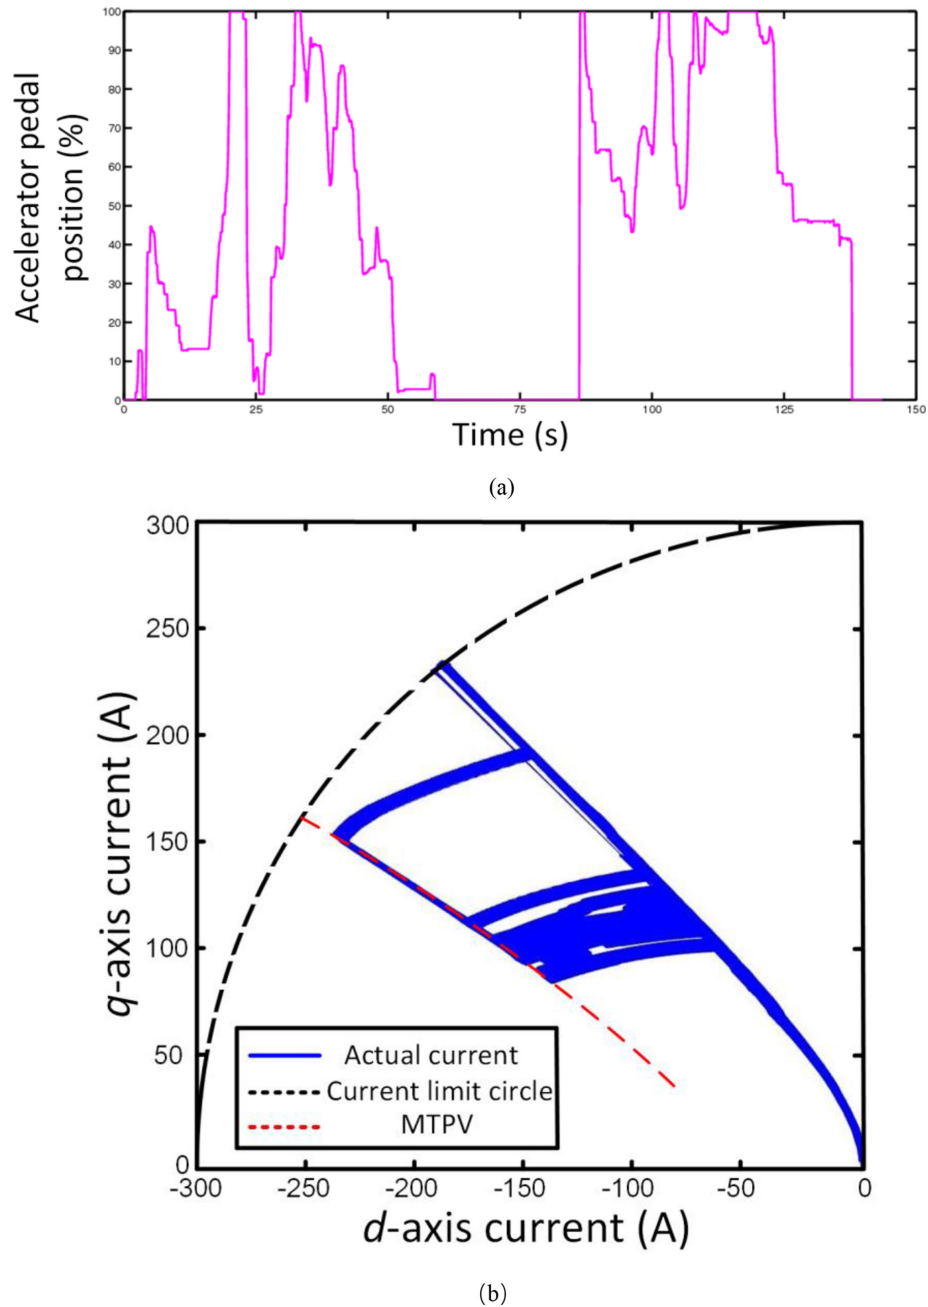 100
90
80
70
60
50
40
30
20
10
0
Accelerator pedal
position (%)
0 25 50 75 100 125 150
Time (s)
(a)
300
250
200
150
100
50
0
q-axis current (A)
Actual current
Current limit circle
MTPV
-300 -250 -200 -150 -100 -50 0
d-axis current (A)
(b)